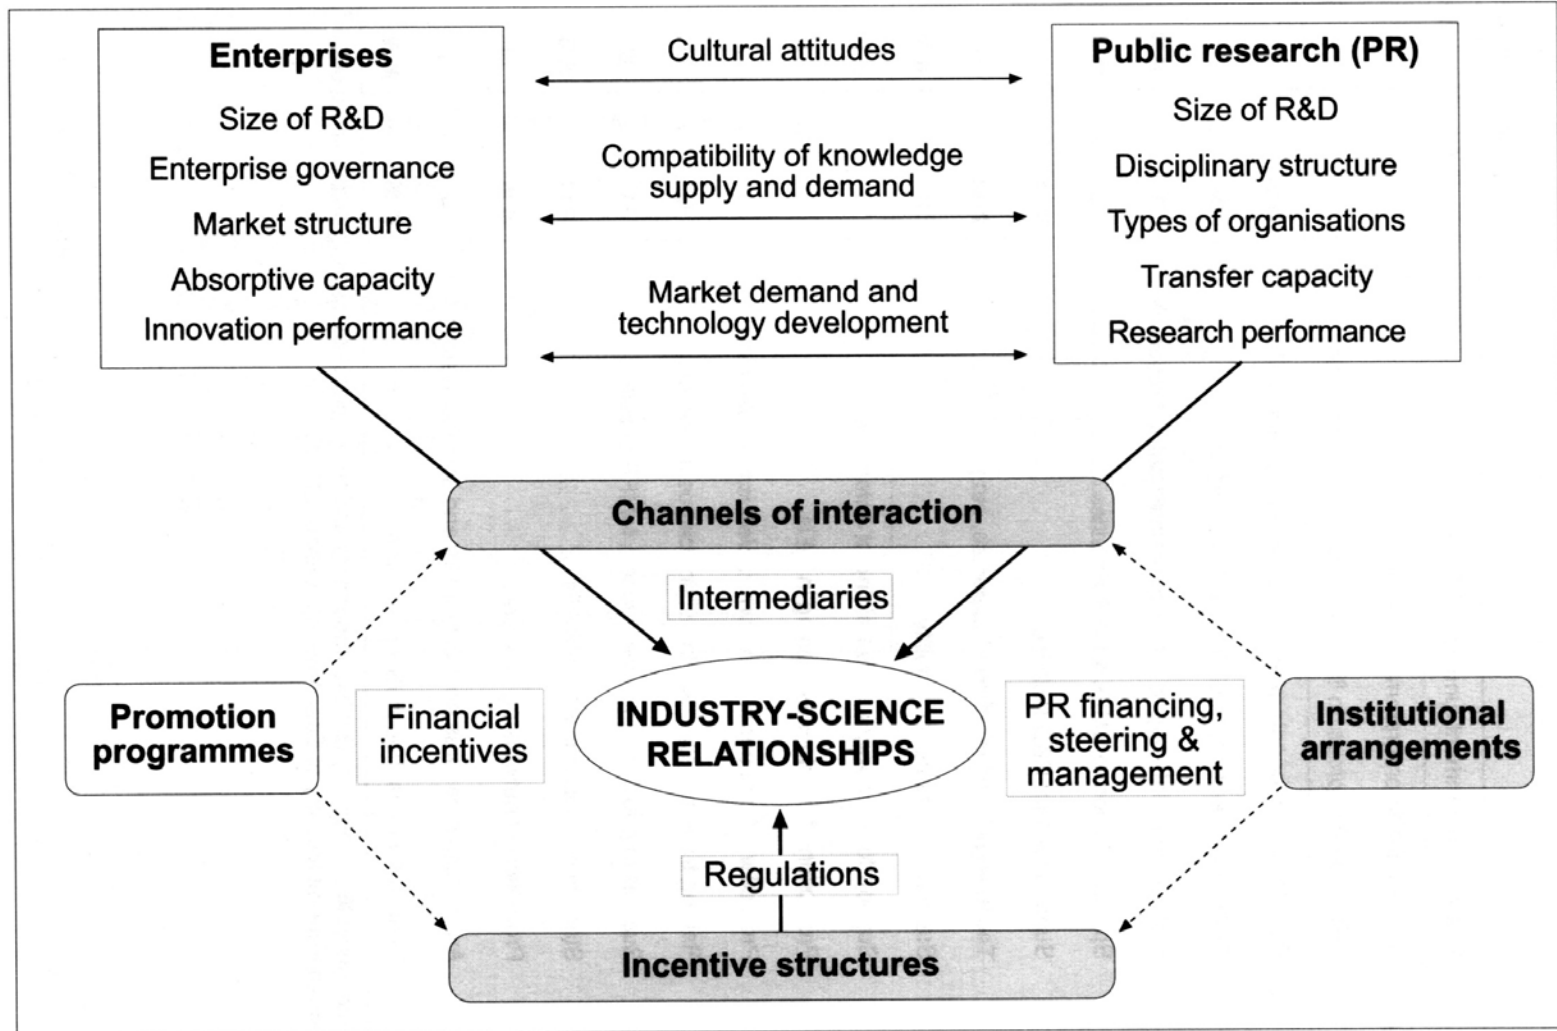 Enterprises
Size of R&D
Enterprise governance
Market structure
Absorptive capacity
Innovation performance
Cultural attitudes
Compatibility of knowledge
supply and demand
Market demand and
technology development
Public research (PR)
Size of R&D
Disciplinary structure
Types of organisations
Transfer capacity
Research performance
Channels of interaction
Intermediaries
Promotion
programmes
Financial
incentives
INDUSTRY-SCIENCE
RELATIONSHIPS
PR financing,
steering &
management
Institutional
arrangements
Regulations
Incentive structures